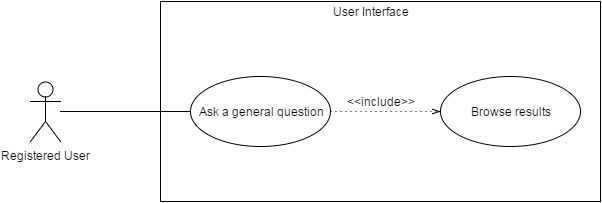 User Interface
Ask a general question
<<include>>
Browse results
Registered User